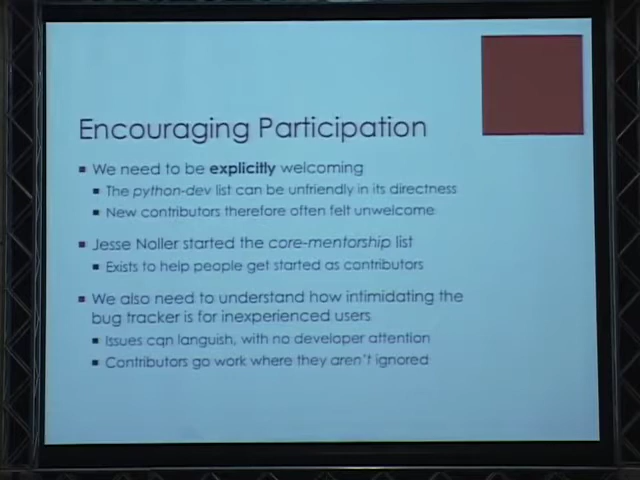 Encouraging Participation
We need to be explicitly welcoming
The python-dev list can be unfriendly in its directness
New contributors therefore often felt unwelcome
Jesse Noller started the core-mentorship list
Exists to help people get started as contributors
We also need to understand how intimidating the
bug tracker is for inexperienced users
Issues can languish, with no developer attention
Contributors go work where they aren't ignored